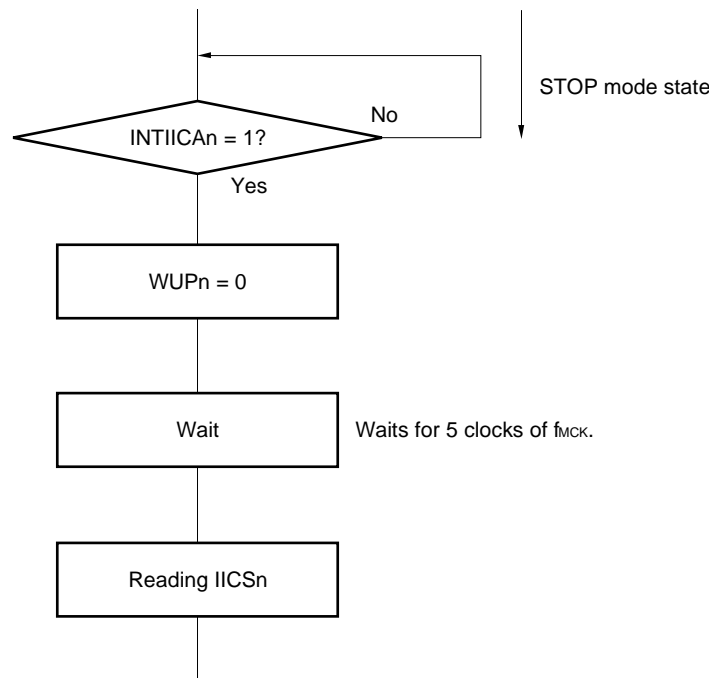 STOP mode state
No
INTIICAn = 1?
Yes
WUPn = 0
Wait
Waits for 5 clocks of fMCK.
Reading IICSn